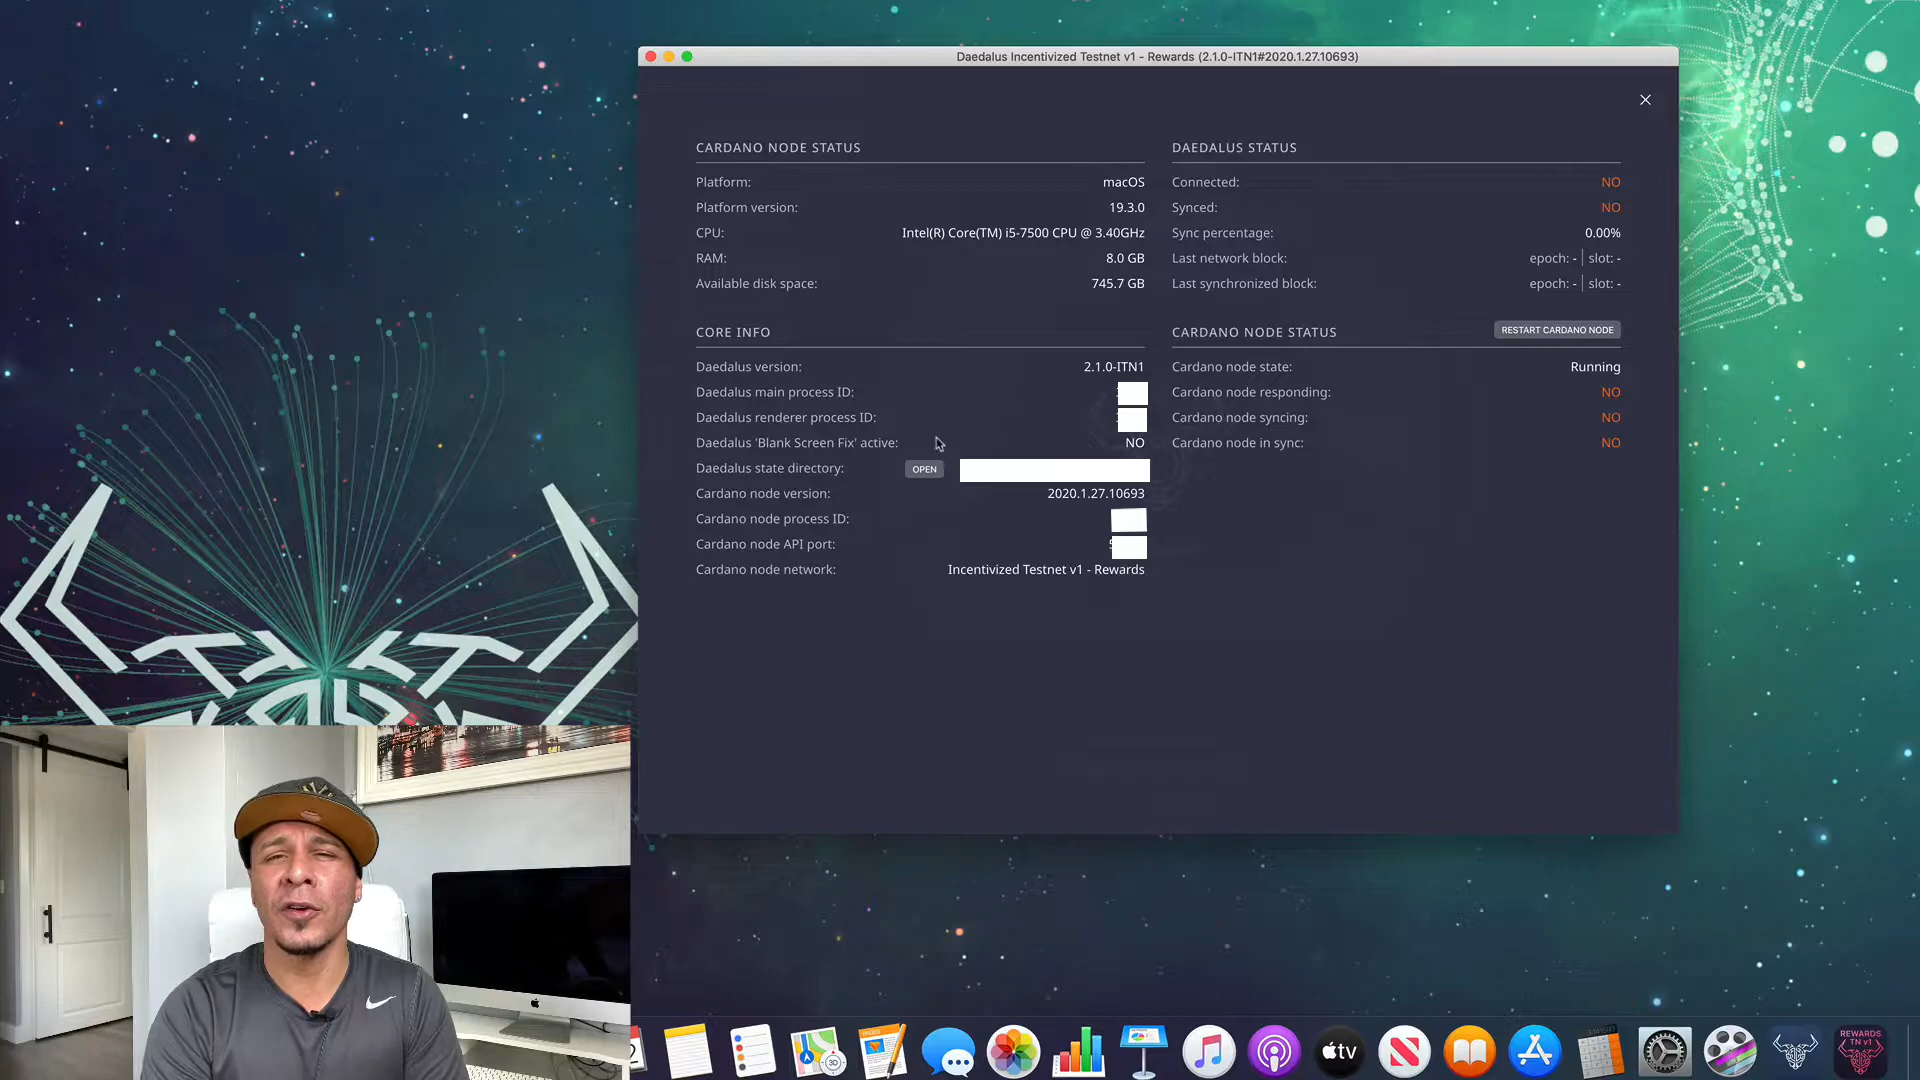 Daedalus Incentivized Testnet v1 - Rewards (2.1.0-ITN1#2020.1.27.10693)
CARDANO NODE STATUS
Platform: macOS
Platform version: 19.3.0
CPU: Intel(R) Core(TM) i5-7500 CPU @ 3.40GHz
RAM: 8.0 GB
Available disk space: 745.7 GB
CORE INFO
Daedalus version: 2.1.0-ITN1
Daedalus main process ID:
Daedalus renderer process ID:
Daedalus 'Blank Screen Fix' active: NO
Daedalus state directory: OPEN
Cardano node version: 2020.1.27.10693
Cardano node process ID:
Cardano node API port:
Cardano node network: Incentivized Testnet v1 - Rewards
DAEDALUS STATUS
Connected: NO
Synced: NO
Sync percentage: 0.00%
Last network block: epoch: - | slot: -
Last synchronized block: epoch: - | slot: -
CARDANO NODE STATUS RESTART CARDANO NODE
Cardano node state: Running
Cardano node responding: NO
Cardano node syncing: NO
Cardano node in sync: NO
PAGES
3D
tv
REWARDS
TN v1